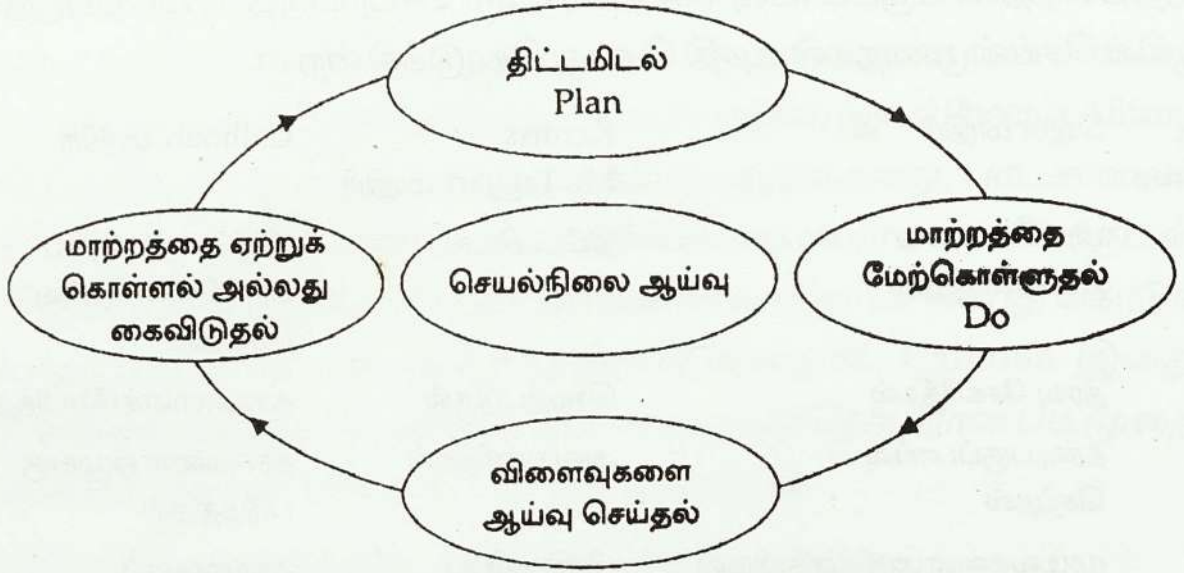 திட்டமிடல்
Plan
மாற்றத்தை ஏற்றுக்
கொள்ளல் அல்லது
கைவிடுதல்
செயல்நிலை ஆய்வு
மாற்றத்தை
மேற்கொள்ளுதல்
Do
விளைவுகளை
ஆய்வு செய்தல்